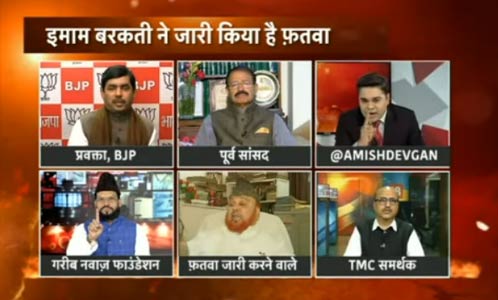 इमाम बरकती ने जारी किया है फ़तवा
BJP
BJP
प्रवक्ता, BJP
पूर्व सांसद
@AMISHDEVGAN
गरीब नवाज़ फाउंडेशन
फ़तवा जारी करने वाले
TMC समर्थक